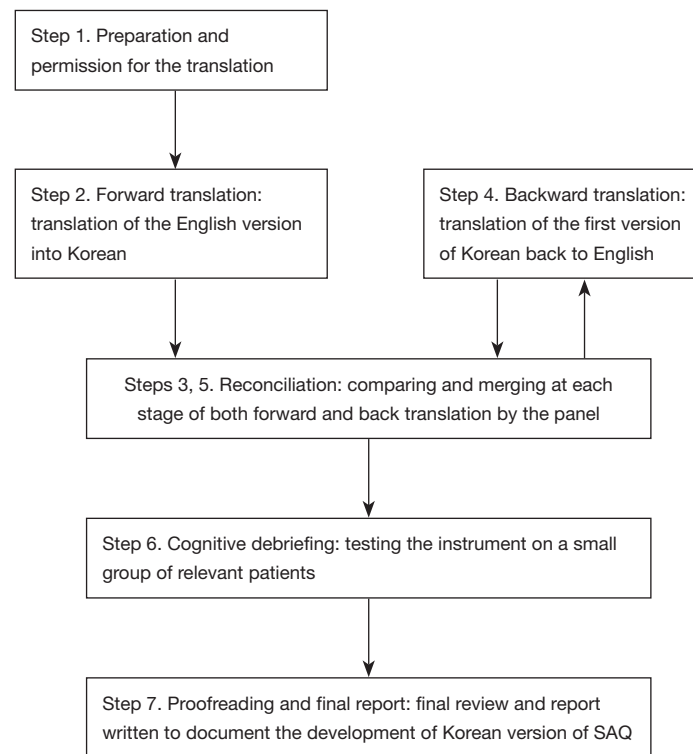 Step 1. Preparation and
permission for the translation
Step 2. Forward translation:
translation of the English version
into Korean
Step 4. Backward translation:
translation of the first version
of Korean back to English
Steps 3, 5. Reconciliation: comparing and merging at each
stage of both forward and back translation by the panel
Step 6. Cognitive debriefing: testing the instrument on a small
group of relevant patients
Step 7. Proofreading and final report: final review and report
written to document the development of Korean version of SAQ